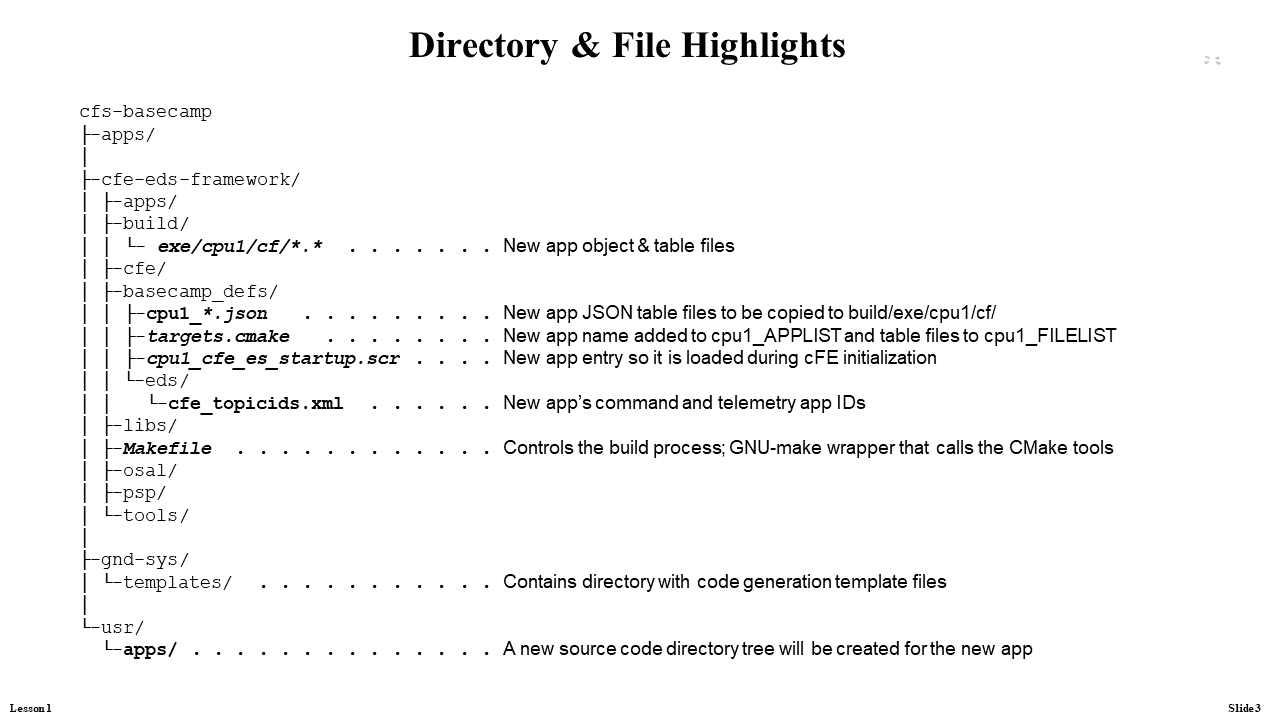 Directory & File Highlights
cfs-basecamp
├-apps/
│
├-cfe-eds-framework/
│ ├-apps/
│ ├-build/
│ │ └- exe/cpu1/cf/*.* . . . . . . . New app object & table files
│ ├-cfe/
│ ├-basecamp_defs/
│ │ ├-cpu1_*.json . . . . . . . . . New app JSON table files to be copied to build/exe/cpu1/cf/
│ │ ├-targets.cmake . . . . . . . . New app name added to cpu1_APPLIST and table files to cpu1_FILELIST
│ │ ├-cpu1_cfe_es_startup.scr . . . . New app entry so it is loaded during cFE initialization
│ │ └-eds/
│ │   └-cfe_topicids.xml . . . . . . New app's command and telemetry app IDs
│ ├-libs/
│ ├-Makefile . . . . . . . . . . . . Controls the build process; GNU-make wrapper that calls the CMake tools
│ ├-osal/
│ ├-psp/
│ └-tools/
│
├-gnd-sys/
│ └-templates/ . . . . . . . . . . . Contains directory with code generation template files
│
└-usr/
  └-apps/ . . . . . . . . . . . . . . A new source code directory tree will be created for the new app
Lesson 1 Slide 3